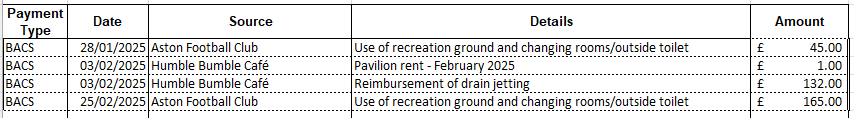 Payment Type Date Source Details Amount
BACS 28/01/2025 Aston Football Club Use of recreation ground and changing rooms/outside toilet £ 45.00
BACS 03/02/2025 Humble Bumble Café Pavilion rent - February 2025 £ 1.00
BACS 03/02/2025 Humble Bumble Café Reimbursement of drain jetting £ 132.00
BACS 25/02/2025 Aston Football Club Use of recreation ground and changing rooms/outside toilet £ 165.00